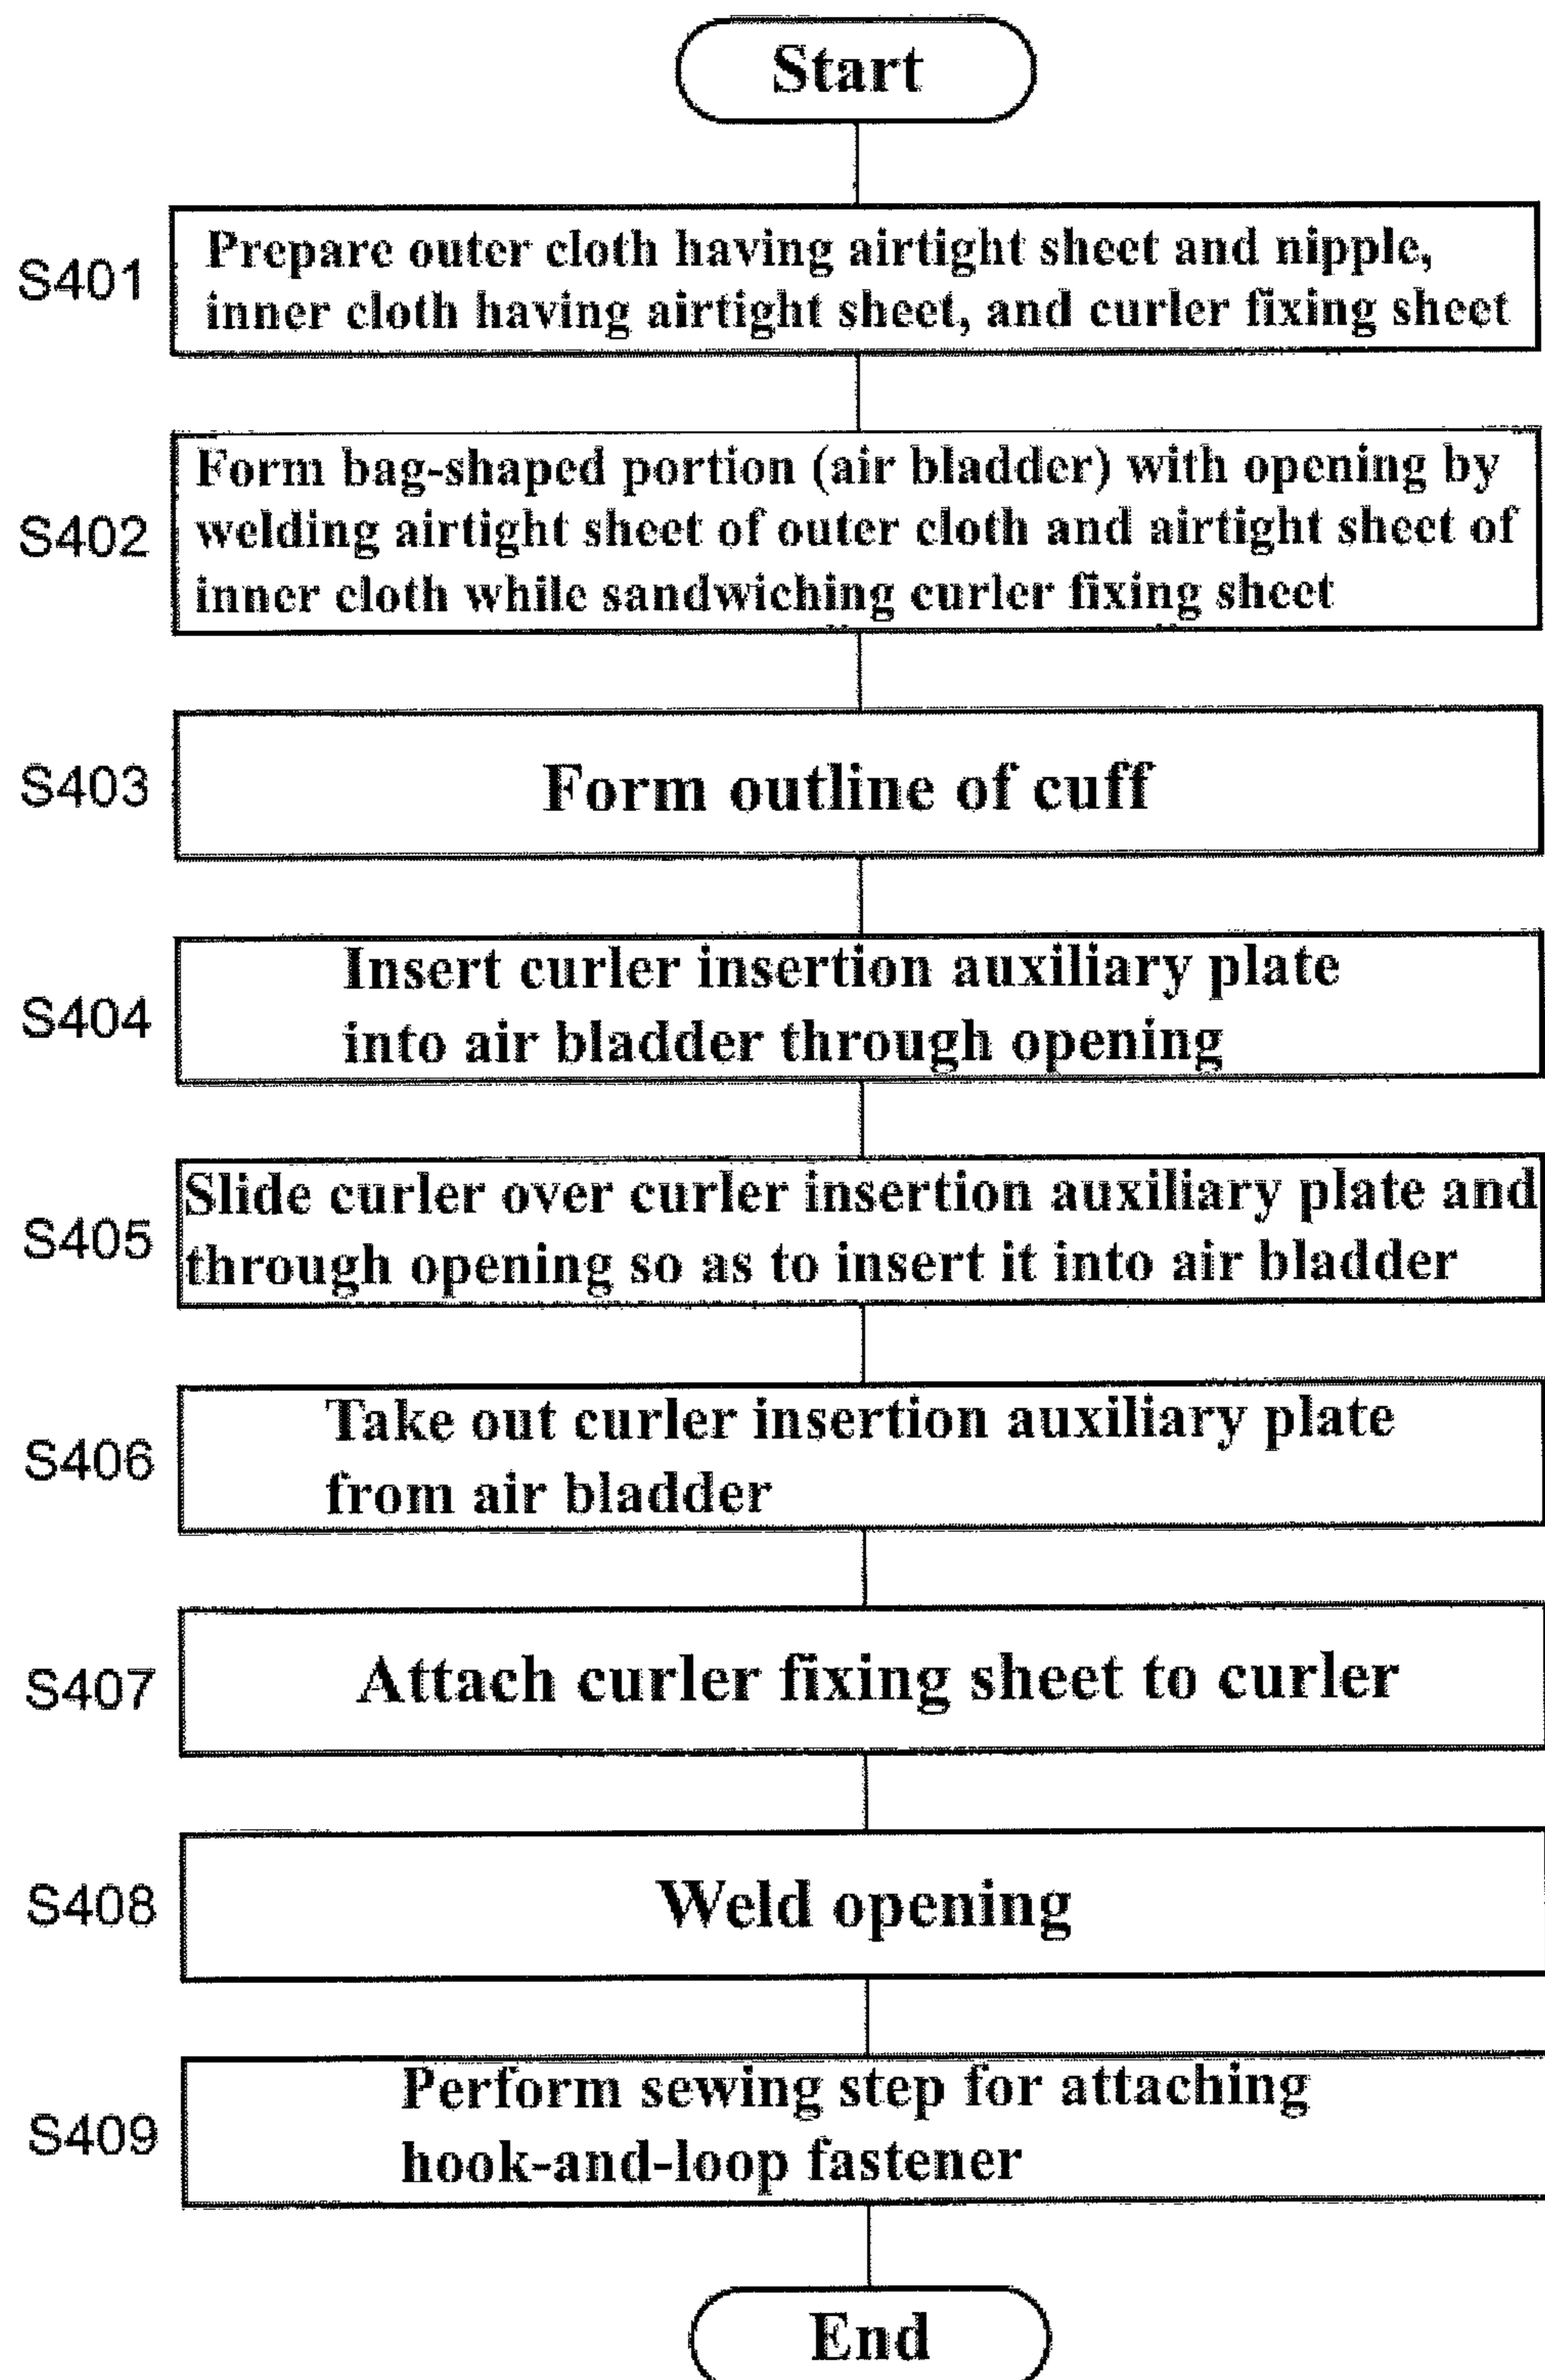 Start
S401
Prepare outer cloth having airtight sheet and nipple,
inner cloth having airtight sheet, and curler fixing sheet
S402
Form bag-shaped portion (air bladder) with opening by
welding airtight sheet of outer cloth and airtight sheet of
inner cloth while sandwiching curler fixing sheet
S403
Form outline of cuff
S404
Insert curler insertion auxiliary plate
into air bladder through opening
S405
Slide curler over curler insertion auxiliary plate and
through opening so as to insert it into air bladder
S406
Take out curler insertion auxiliary plate
from air bladder
S407
Attach curler fixing sheet to curler
S408
Weld opening
S409
Perform sewing step for attaching
hook-and-loop fastener
End